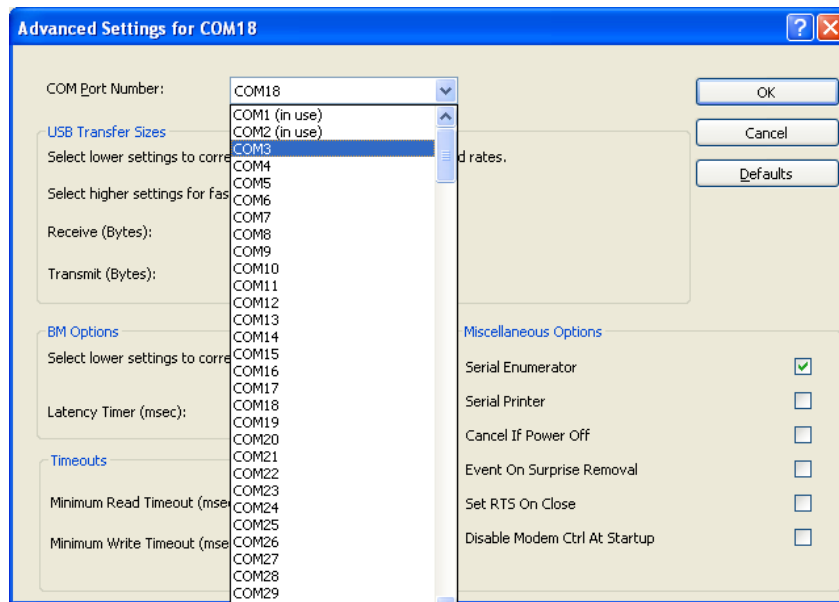 Advanced Settings for COM18
COM Port Number:
COM18
OK
Cancel
Defaults
COM1 (in use)
COM2 (in use)
COM3
COM4
COM5
COM6
COM7
COM8
COM9
COM10
COM11
COM12
COM13
COM14
COM15
COM16
COM17
COM18
COM19
COM20
COM21
COM22
COM23
COM24
COM25
COM26
COM27
COM28
COM29
USB Transfer Sizes
Select lower settings to corre
d rates.
Select higher settings for fas
Receive (Bytes):
Transmit (Bytes):
BM Options
Select lower settings to corre
Latency Timer (msec):
Timeouts
Minimum Read Timeout (mse
Minimum Write Timeout (mse
Miscellaneous Options
Serial Enumerator
Serial Printer
Cancel If Power Off
Event On Surprise Removal
Set RTS On Close
Disable Modem Ctrl At Startup